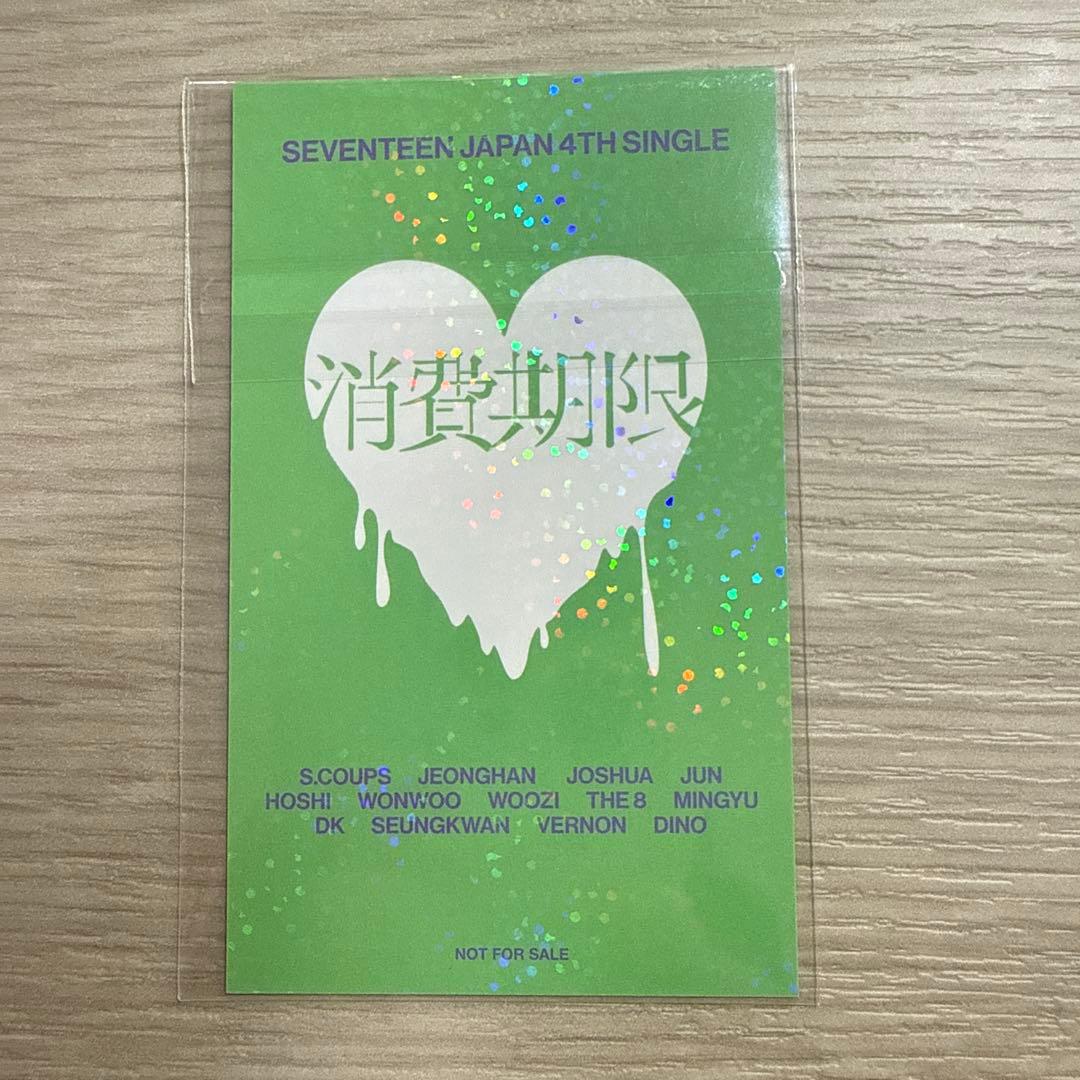 SEVENTEEN JAPAN 4TH SINGLE
消費期限
S.COUPS JEONGHAN JOSHUA JUN
HOSHI WONWOO WOOZI THE 8 MINGYU
DK SEUNGKWAN VERNON DINO
NOT FOR SALE